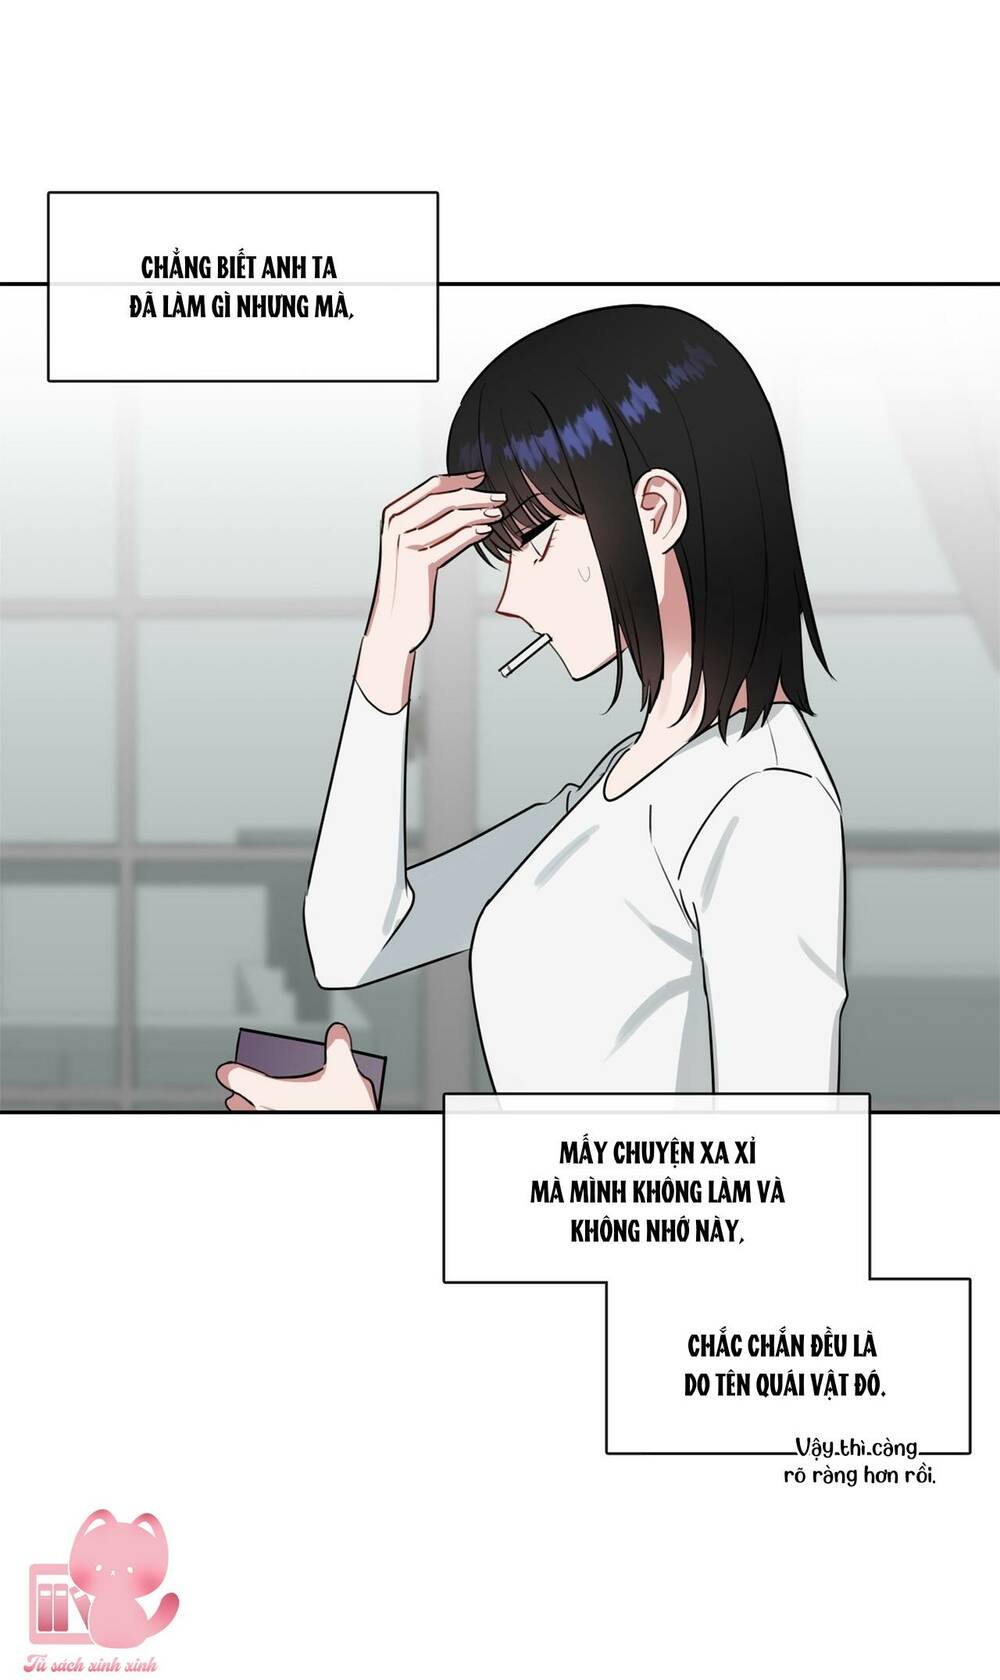 CHẲNG BIẾT ANH TA
ĐÃ LÀM GÌ NHƯNG MÀ,
MẤY CHUYỆN XA XỈ
MÀ MÌNH KHÔNG LÀM VÀ
KHÔNG NHỚ NÀY,
CHẮC CHẮN ĐỀU LÀ
DO TÊN QUÁI VẬT ĐÓ.
Vậy thì càng
rõ ràng hơn rồi.
Tủ sách xinh xinh